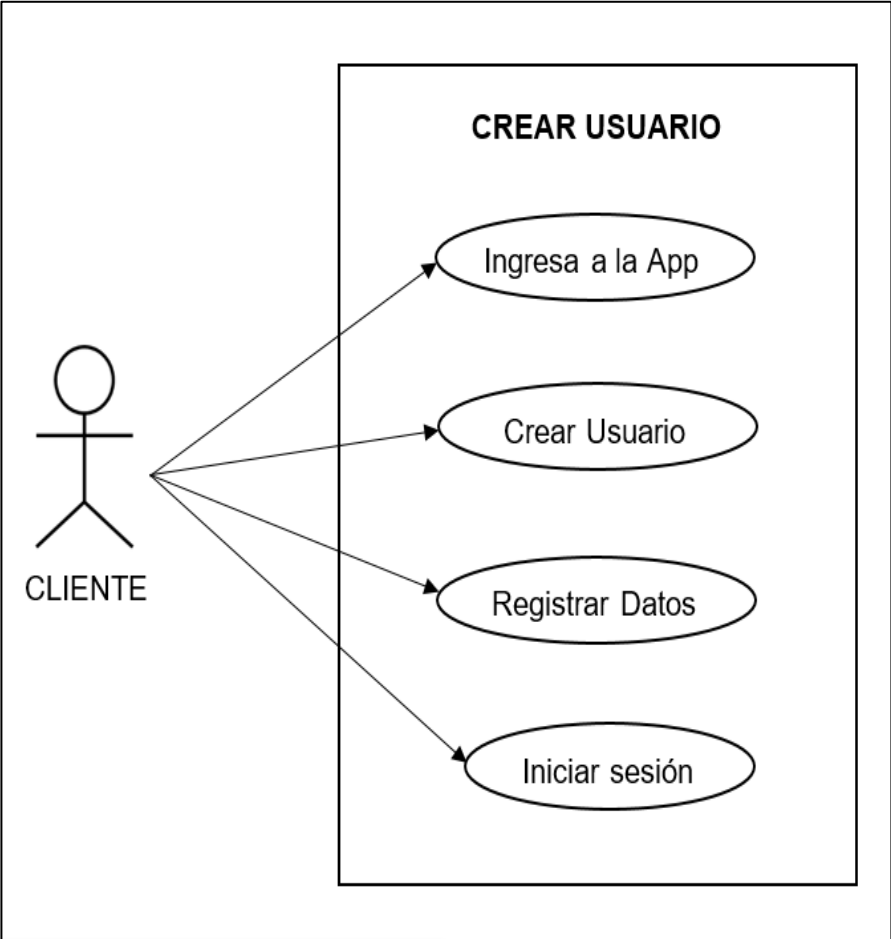 CREAR USUARIO
Ingresa a la App
Crear Usuario
Registrar Datos
Iniciar sesión
CLIENTE